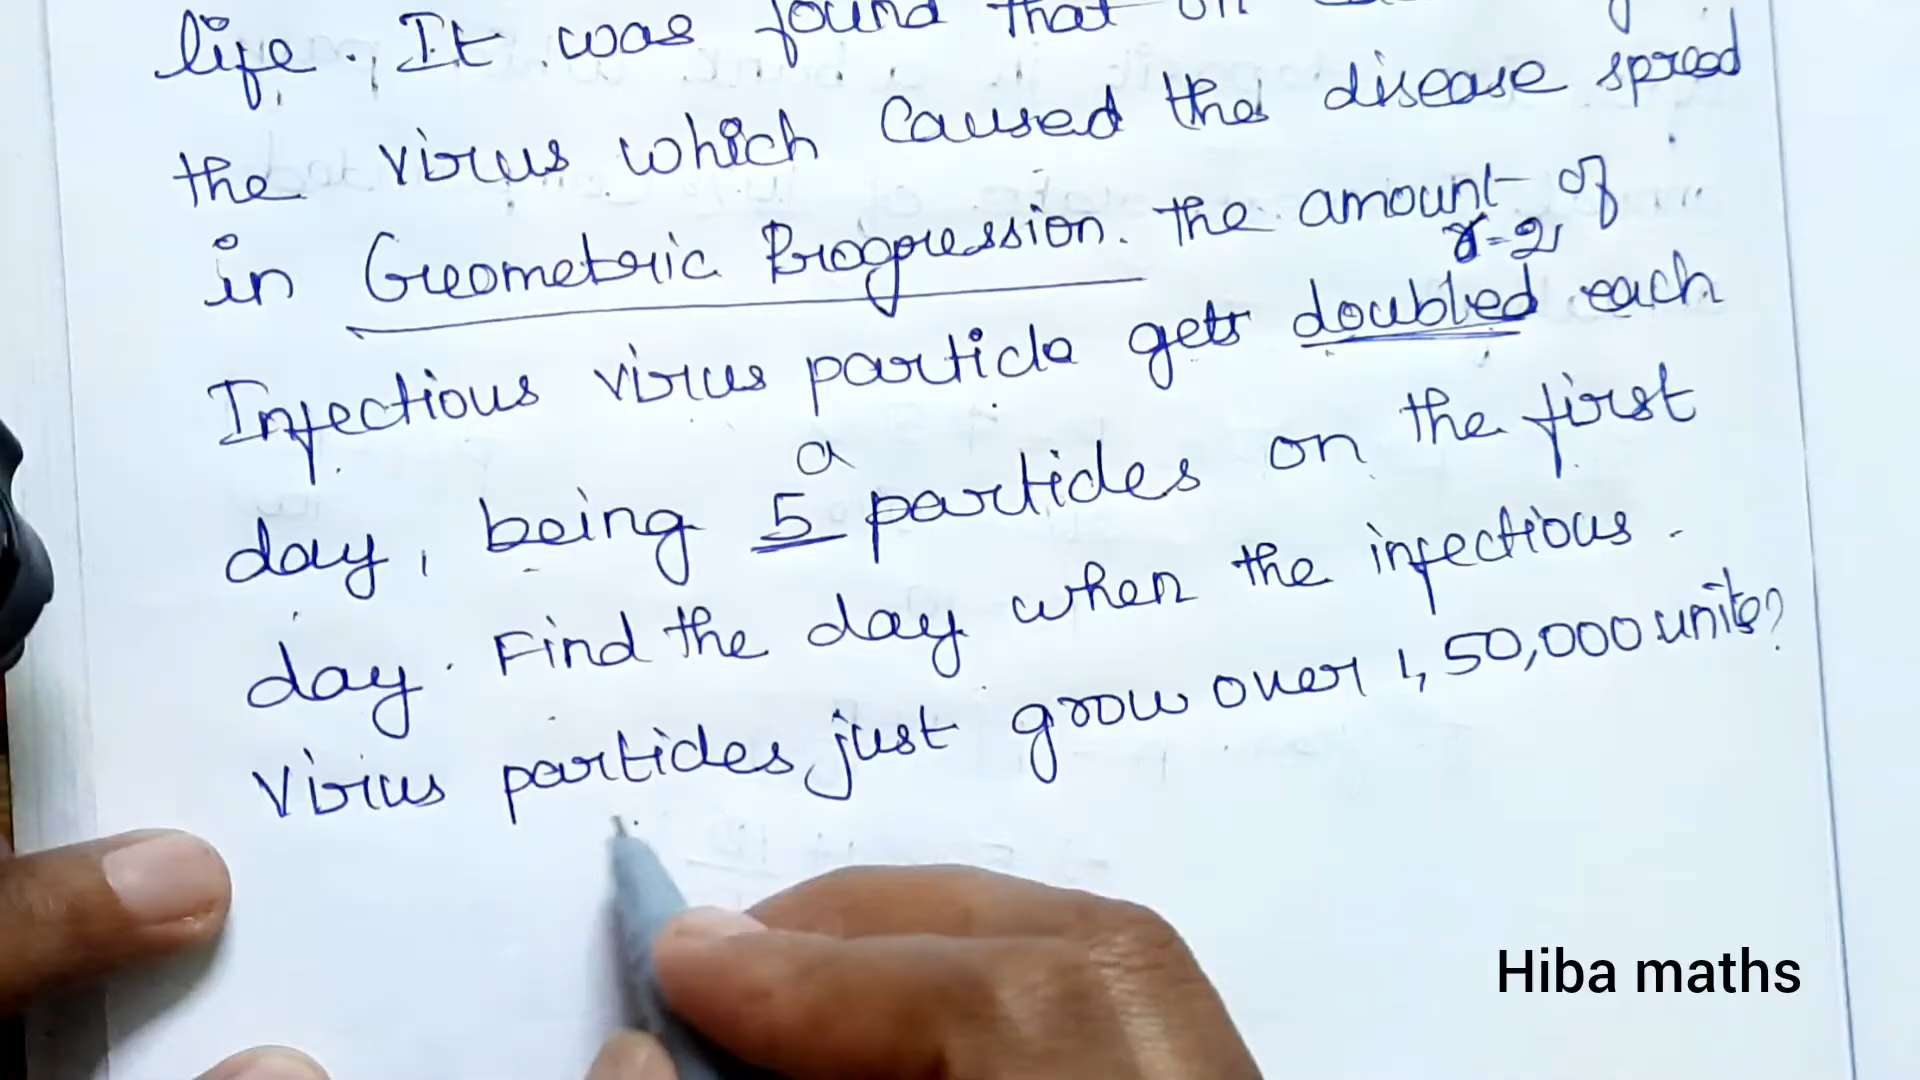 life. It was found that on
the virus which caused the disease spread
in Geometric Progression. the amount of
r=2
Infectious virus particle gets doubled each
a
day, being 5 particles on the first
day. Find the day when the infectious
virus particles just grow over 1,50,000 units?
Hiba maths